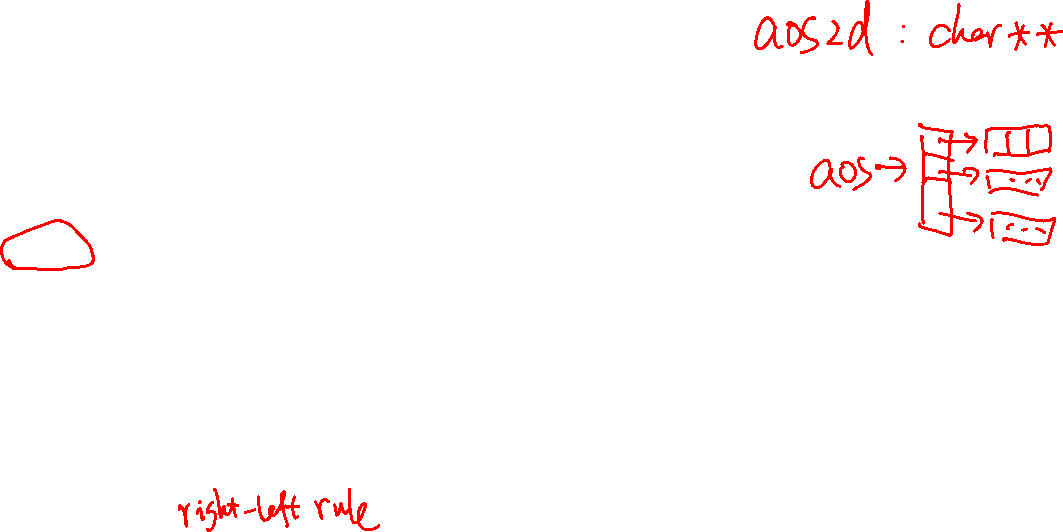 aos2d : char**
aos→
right-left rule